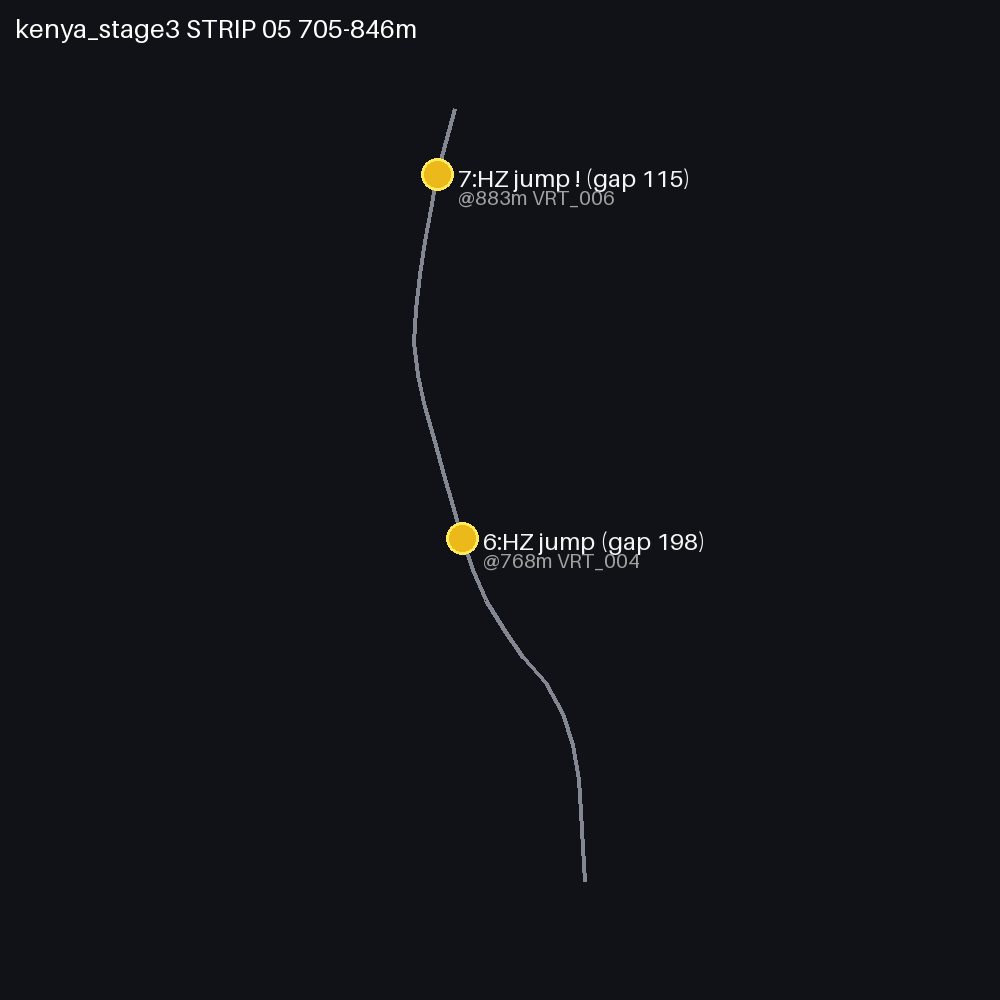 kenya_stage3 STRIP 05 705-846m
7:HZ jump ! (gap 115)
@883m VRT_006
6:HZ jump (gap 198)
@768m VRT_004